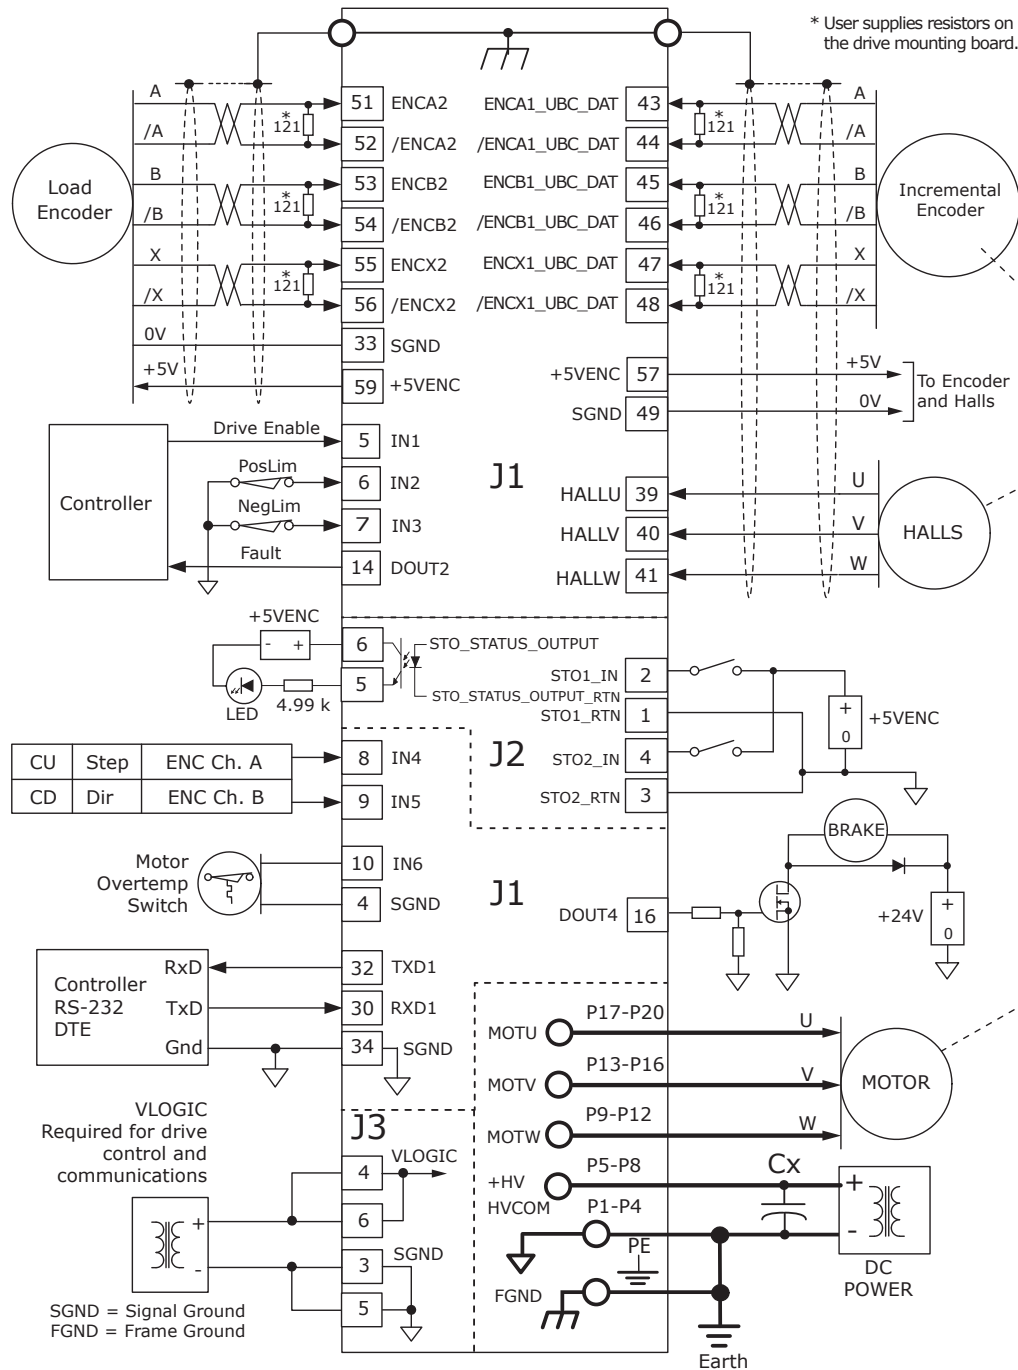 * User supplies resistors on
the drive mounting board.
Load
Encoder
A
/A
B
/B
X
/X
0V
+5V
*
121
*
121
*
121
51 ENCA2
52 /ENCA2
53 ENCB2
54 /ENCB2
55 ENCX2
56 /ENCX2
33 SGND
59 +5VENC
ENCA1_UBC_DAT 43
/ENCA1_UBC_DAT 44
ENCB1_UBC_DAT 45
/ENCB1_UBC_DAT 46
ENCX1_UBC_DAT 47
/ENCX1_UBC_DAT 48
*
121
*
121
*
121
A
/A
B
/B
X
/X
Incremental
Encoder
+5VENC 57 +5V
SGND 49 0V
To Encoder
and Halls
Controller
Drive Enable 5 IN1
PosLim 6 IN2
NegLim 7 IN3
Fault 14 DOUT2
J1
HALLU 39 U
HALLV 40 V
HALLW 41 W
HALLS
+5VENC
- +
LED
4.99 k
6 STO_STATUS_OUTPUT
5 STO_STATUS_OUTPUT_RTN
J2
STO1_IN 2
STO1_RTN 1
STO2_IN 4
STO2_RTN 3
+
0
+5VENC
CU Step ENC Ch. A 8 IN4
CD Dir ENC Ch. B 9 IN5
Motor
Overtemp
Switch
10 IN6
4 SGND
J1
DOUT4 16
BRAKE
+24V
+
0
Controller
RS-232
DTE
RxD 32 TXD1
TxD 30 RXD1
Gnd 34 SGND
MOTU P17-P20 U
MOTV P13-P16 V
MOTW P9-P12 W
MOTOR
VLOGIC
Required for drive
control and
communications
J3
4 VLOGIC
6
3 SGND
5
+
-
+HV P5-P8
HVCOM P1-P4
Cx
+
-
DC
POWER
PE
FGND
Earth
SGND = Signal Ground
FGND = Frame Ground